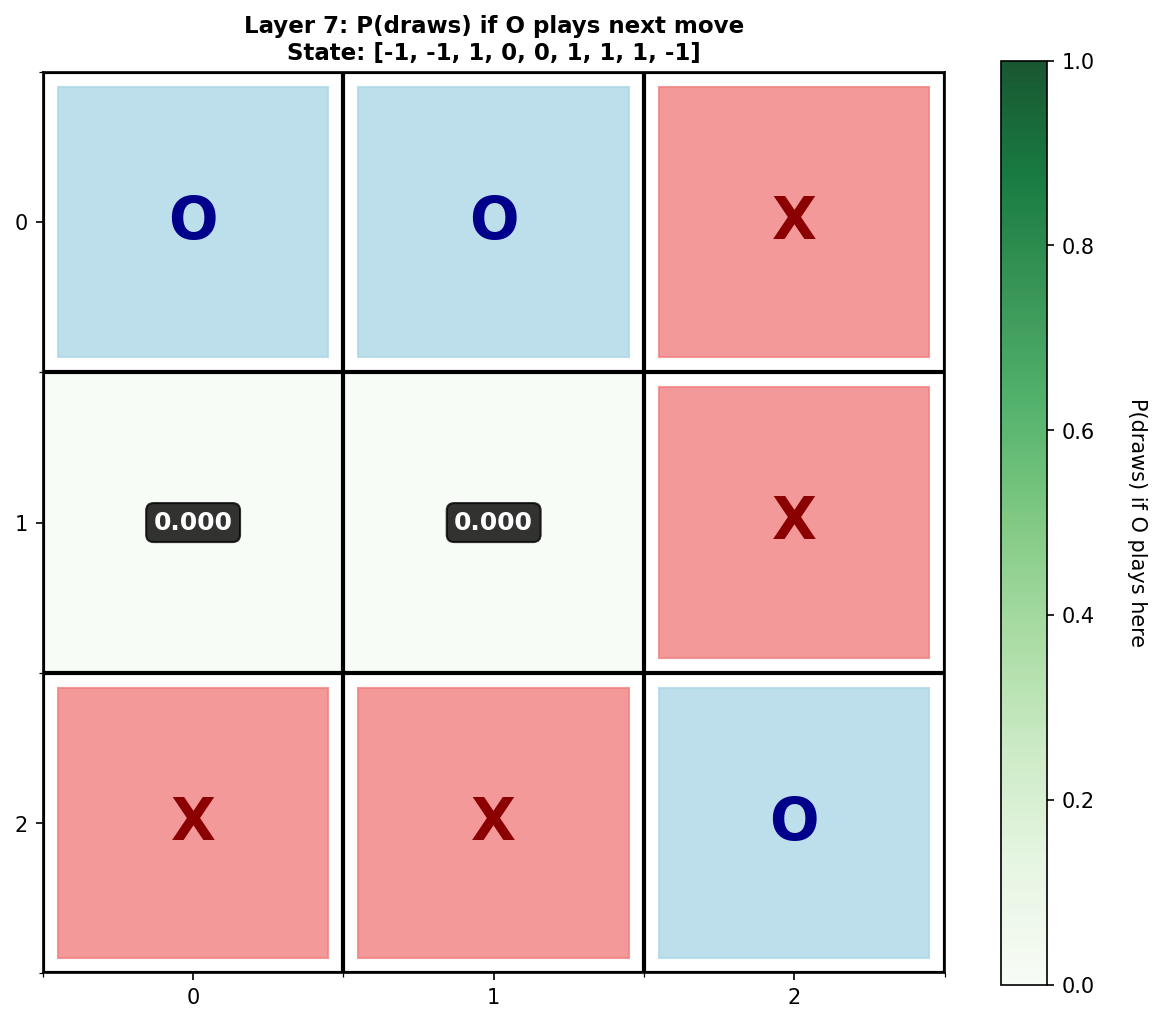 Layer 7: P(draws) if O plays next move
State: [-1, -1, 1, 0, 0, 1, 1, 1, -1]
O
O
X
0
0.000
0.000
X
1
X
X
O
2
0
1
2
1.0
0.8
0.6
0.4
0.2
0.0
P(draws) if O plays here